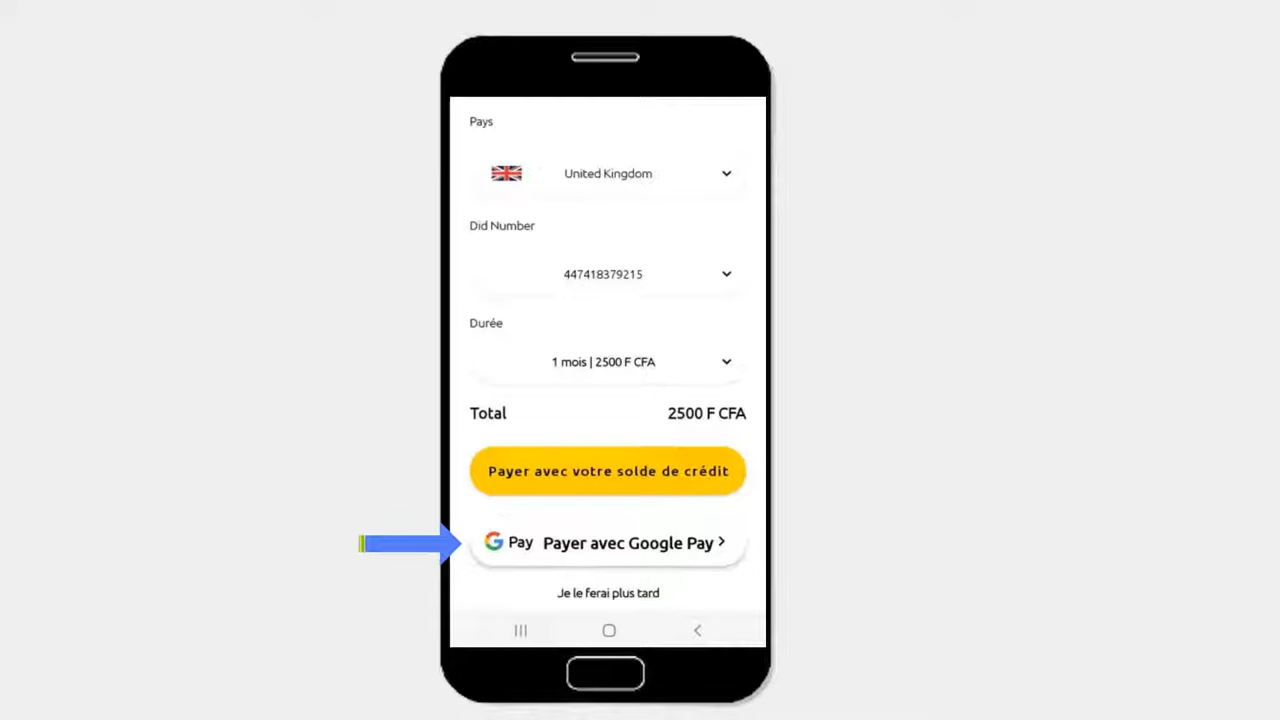 Pays
United Kingdom
Did Number
447418379215
Durée
1 mois | 2500 F CFA
Total 2500 F CFA
Payer avec votre solde de crédit
G Pay Payer avec Google Pay >
Je le ferai plus tard